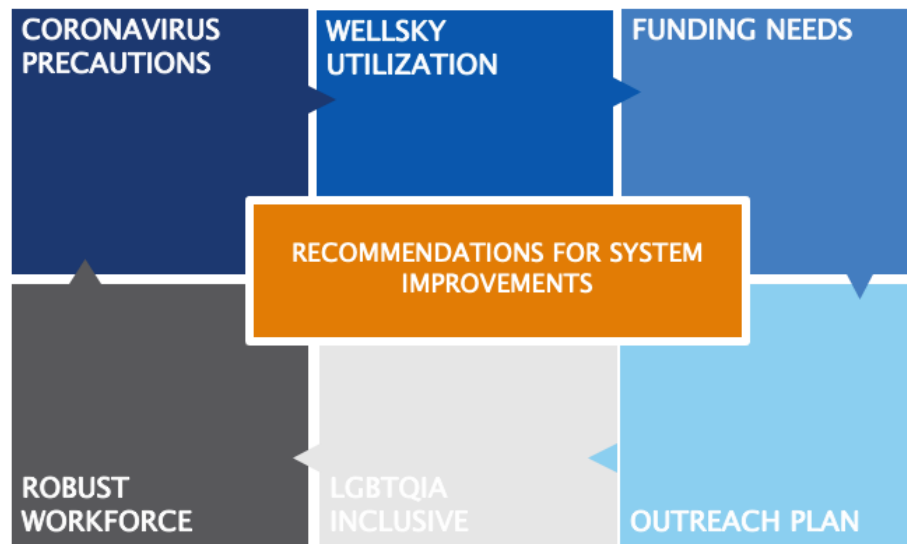 CORONAVIRUS
PRECAUTIONS
WELLSKY
UTILIZATION
FUNDING NEEDS
RECOMMENDATIONS FOR SYSTEM
IMPROVEMENTS
ROBUST
WORKFORCE
LGBTQIA
INCLUSIVE
OUTREACH PLAN